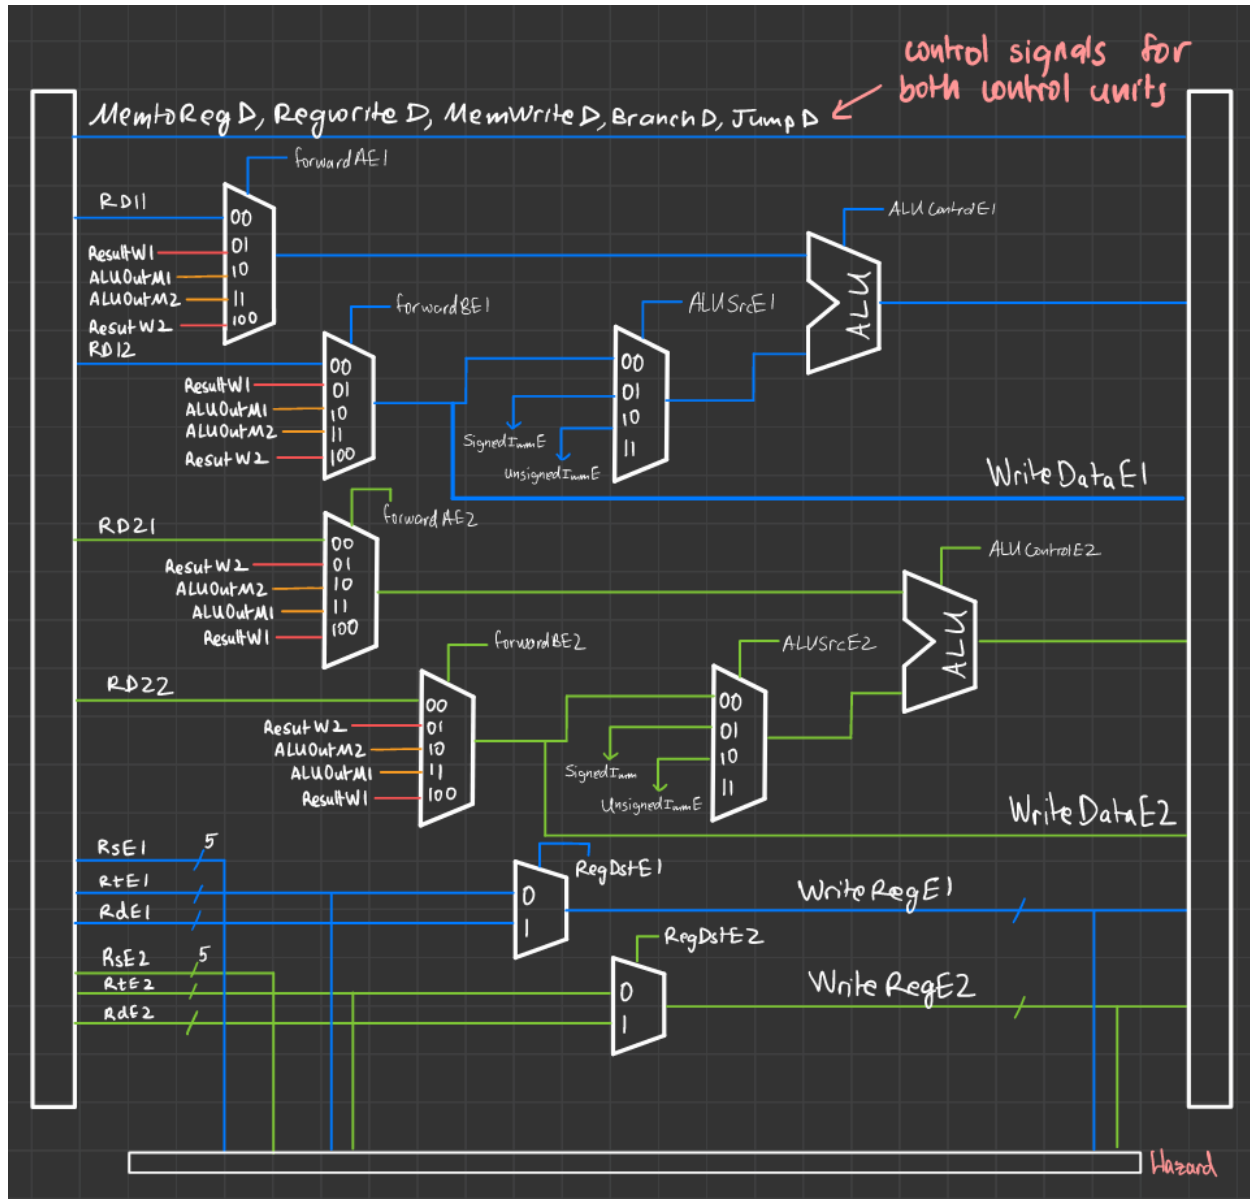 control signals for
both control units
MemtoRegD, RegwriteD, MemWriteD, BranchD, JumpD
forwardAE1
RD11
00
ResultW1
01
ALUOutM1
10
ALUOutM2
11
ResutW2
100
ALUControlE1
ALU
forwardBE1
RD12
00
ResultW1
01
ALUOutM1
10
ALUOutM2
11
ResutW2
100
ALUSrcE1
00
01
10
11
SignedImmE
UnsignedImmE
WriteDataE1
forwardAE2
RD21
00
ResutW2
01
ALUOutM2
10
ALUOutM1
11
ResultW1
100
ALUControlE2
ALU
forwardBE2
RD22
00
ResutW2
01
ALUOutM2
10
ALUOutM1
11
ResultW1
100
ALUSrcE2
00
01
10
11
SignedImm
UnsignedImmE
WriteDataE2
RsE1
5
RtE1
RdE1
RegDstE1
0
1
WriteRegE1
RsE2
5
RtE2
RdE2
RegDstE2
0
1
WriteRegE2
Hazard